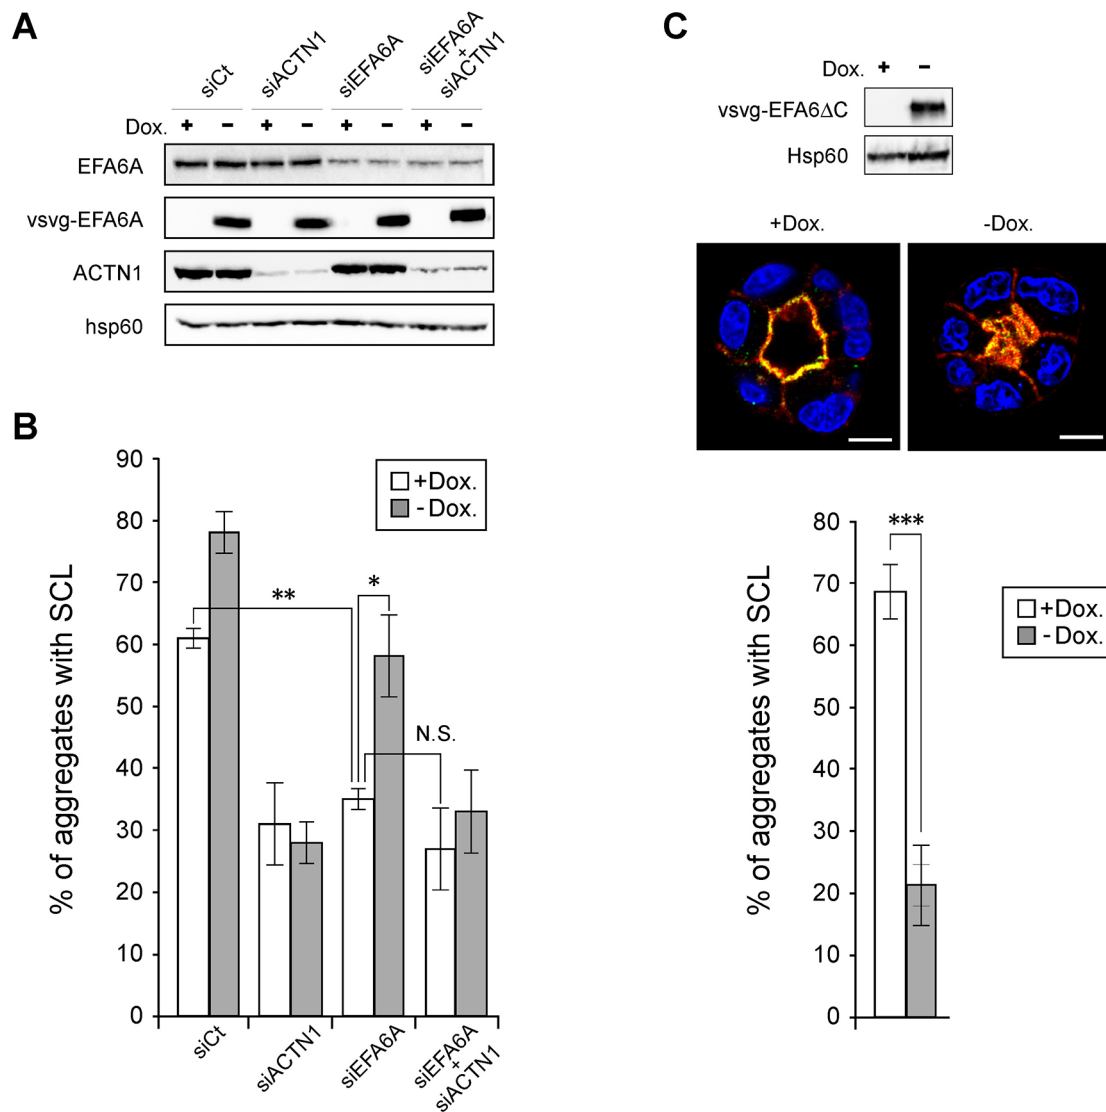 A
siCt
siACTN1
siEFA6A
siEFA6A
+
siACTN1
Dox. + − + − + − + −
EFA6A
vsvg-EFA6A
ACTN1
hsp60
B
90
80
70
60
50
40
30
20
10
0
% of aggregates with SCL
+Dox.
-Dox.
**
*
N.S.
siCt
siACTN1
siEFA6A
siEFA6A
+
siACTN1
C
Dox. + −
vsvg-EFA6ΔC
Hsp60
+Dox.
-Dox.
80
70
60
50
40
30
20
10
0
% of aggregates with SCL
***
+Dox.
-Dox.